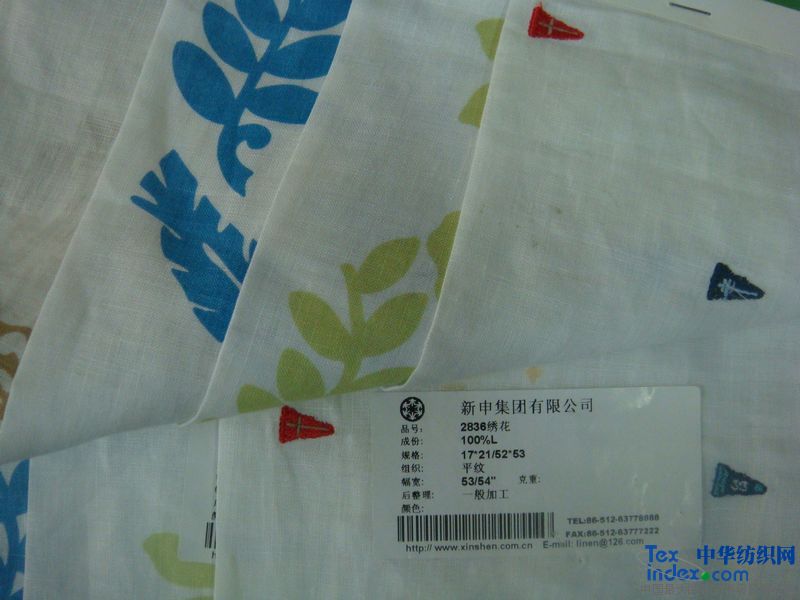 新申集团有限公司
品号: 2836绣花
成份: 100%L
规格: 17*21/52*53
组织: 平纹
幅宽: 53/54" 克重:
后整理: 一般加工
颜色:
TEL:86-512-63778888
FAX:86-512-63777222
http://www.xinshen.com.cn E-mail: linen@126.com
Tex 中华纺织网
index.com